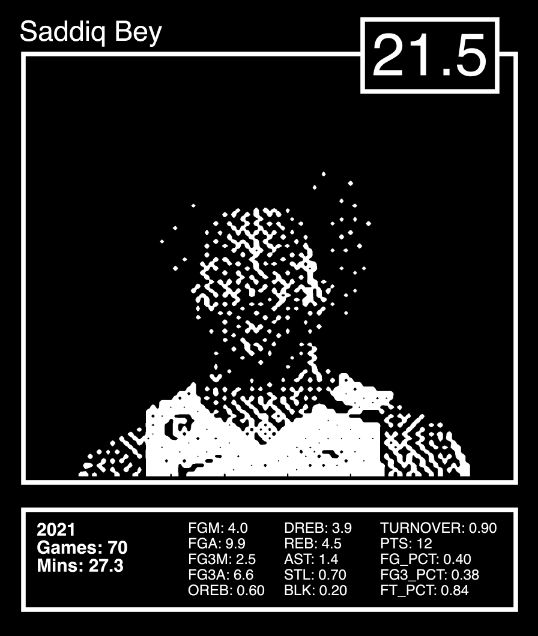 Saddiq Bey
21.5
2021
Games: 70
Mins: 27.3
FGM: 4.0
FGA: 9.9
FG3M: 2.5
FG3A: 6.6
OREB: 0.60
DREB: 3.9
REB: 4.5
AST: 1.4
STL: 0.70
BLK: 0.20
TURNOVER: 0.90
PTS: 12
FG_PCT: 0.40
FG3_PCT: 0.38
FT_PCT: 0.84